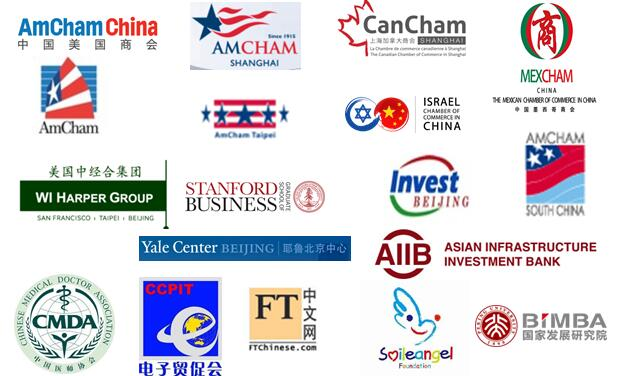 AmCham China
中国美国商会
Since 1915
AMCHAM
SHANGHAI
CanCham
上海加拿大商会 SHANGHAI
La Chambre de commerce canadienne à Shanghai
The Canadian Chamber of Commerce in Shanghai
商
MEXCHAM
CHINA
THE MEXICAN CHAMBER OF COMMERCE IN CHINA
中国墨西哥商会
AmCham
AmCham Taipei
ISRAEL
CHAMBER OF
COMMERCE IN
CHINA
AMCHAM
SOUTH CHINA
美国中经合集团
WI HARPER GROUP
SAN FRANCISCO | TAIPEI | BEIJING
STANFORD
BUSINESS
GRADUATE
SCHOOL OF
Invest
BEIJING
Yale Center BEIJING 耶鲁北京中心
AIIB
ASIAN INFRASTRUCTURE
INVESTMENT BANK
CHINESE MEDICAL DOCTOR ASSOCIATION
CMDA
中国医师协会
CCPIT
电子贸促会
FT
中文网
FTChinese.com
Smileangel
Foundation
BiMBA
国家发展研究院